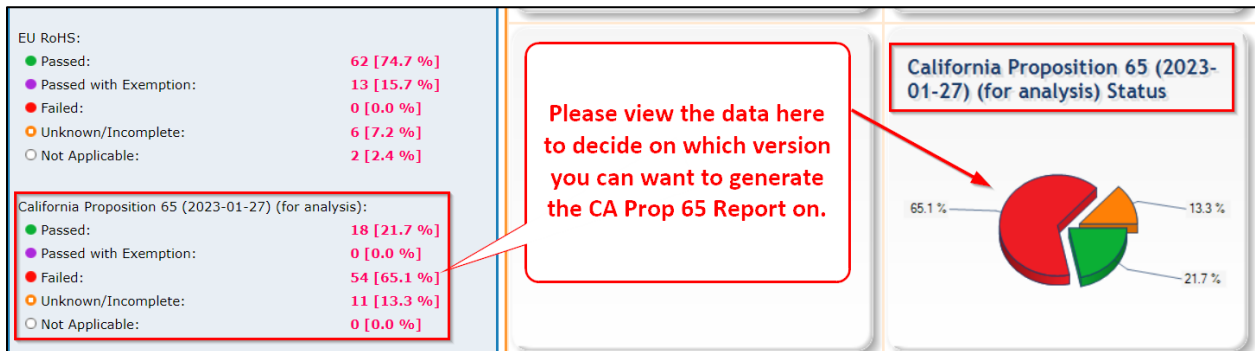 EU RoHS:
Passed: 62 [74.7 %]
Passed with Exemption: 13 [15.7 %]
Failed: 0 [0.0 %]
Unknown/Incomplete: 6 [7.2 %]
Not Applicable: 2 [2.4 %]
California Proposition 65 (2023-01-27) (for analysis):
Passed: 18 [21.7 %]
Passed with Exemption: 0 [0.0 %]
Failed: 54 [65.1 %]
Unknown/Incomplete: 11 [13.3 %]
Not Applicable: 0 [0.0 %]
Please view the data here
to decide on which version
you can want to generate
the CA Prop 65 Report on.
California Proposition 65 (2023-
01-27) (for analysis) Status
65.1 %
13.3 %
21.7 %